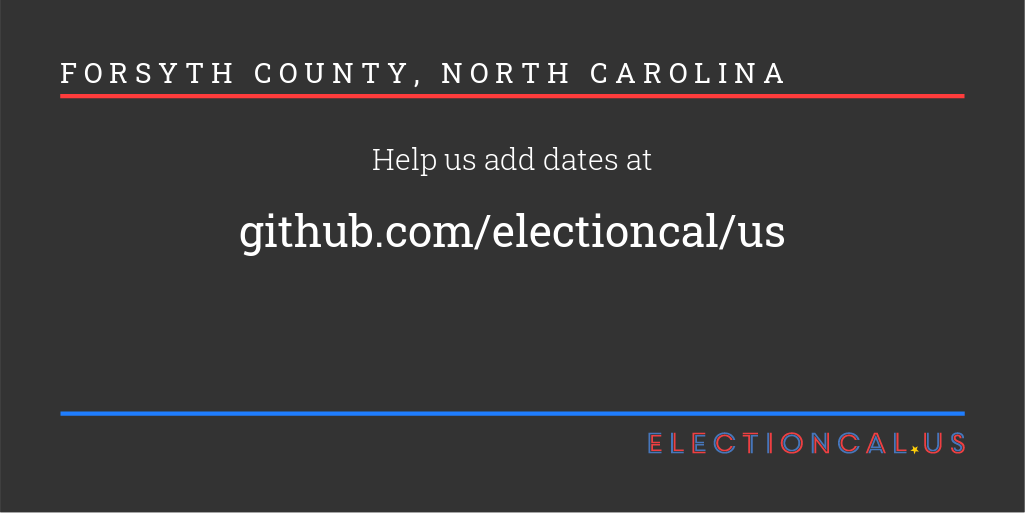 FORSYTH COUNTY, NORTH CAROLINA
Help us add dates at
github.com/electioncal/us
ELECTIONCAL.US